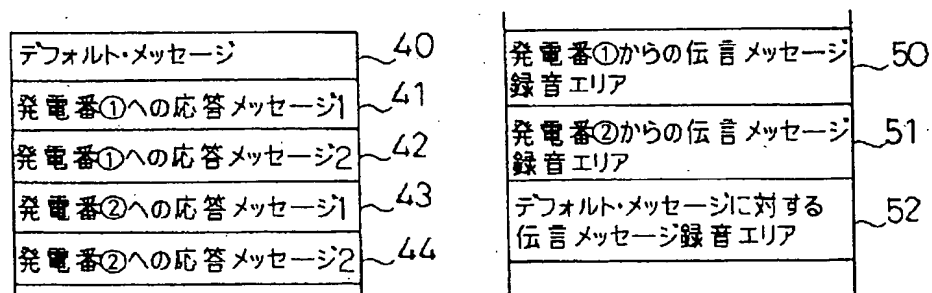 デフォルト・メッセージ
40
発電番①への応答メッセージ1
41
発電番①への応答メッセージ2
42
発電番②への応答メッセージ1
43
発電番②への応答メッセージ2
44
発電番①からの伝言メッセージ
録音エリア
50
発電番②からの伝言メッセージ
録音エリア
51
デフォルト・メッセージに対する
伝言メッセージ録音エリア
52